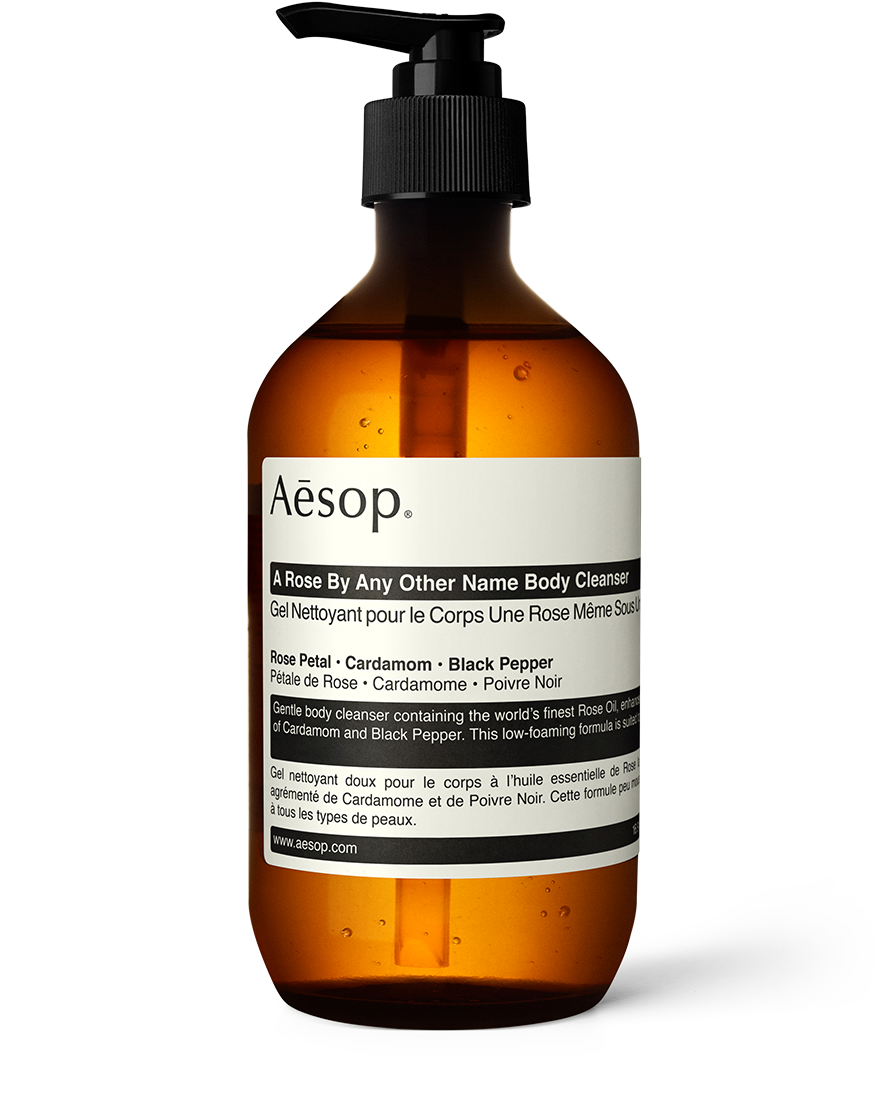 Aēsop®
A Rose By Any Other Name Body Cleanser
Gel Nettoyant pour le Corps Une Rose Même Sous
Rose Petal • Cardamom • Black Pepper
Pétale de Rose • Cardamome • Poivre Noir
Gentle body cleanser containing the world's finest Rose Oil,
of Cardamom and Black Pepper. This low-foaming formula is suited
Gel nettoyant doux pour le corps à l'huile essentielle de Rose
agrémenté de Cardamome et de Poivre Noir. Cette formule peu
à tous les types de peaux.
www.aesop.com